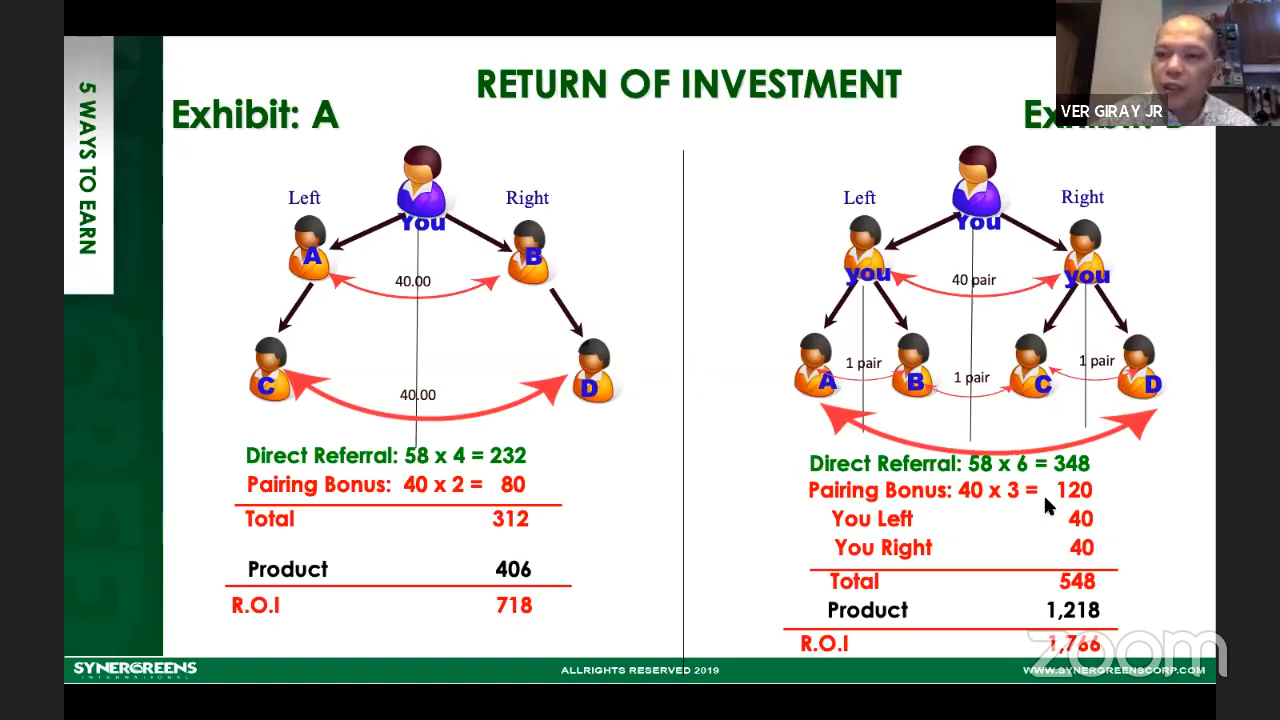 5 WAYS TO EARN
RETURN OF INVESTMENT
VER GIRAY JR
Exhibit: A
Left
Right
You
A
B
40.00
C
D
40.00
Direct Referral: 58 x 4 = 232
Pairing Bonus: 40 x 2 = 80
Total 312
Product 406
R.O.I 718
Left
Right
You
you
you
40 pair
1 pair
1 pair
1 pair
A
B
C
D
Direct Referral: 58 x 6 = 348
Pairing Bonus: 40 x 3 = 120
You Left 40
You Right 40
Total 548
Product 1,218
R.O.I 1,766
zoom
SYNERGREENS
INTERNATIONAL
ALLRIGHTS RESERVED 2019
WWW.SYNERGREENSCORP.COM